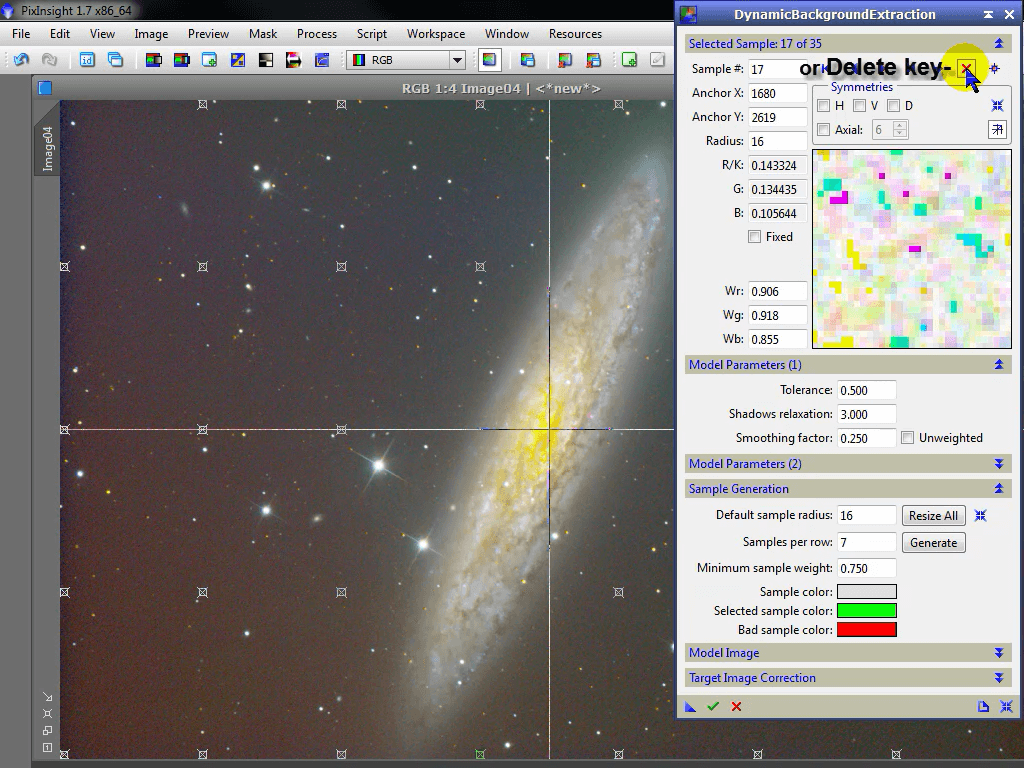 PixInsight 1.7 x86_64
File Edit View Image Preview Mask Process Script Workspace Window Resources
RGB
RGB 1:4 Image04 | <*new*>
Image04
DynamicBackgroundExtraction
Selected Sample: 17 of 35
Sample #: 17
or Delete key-
Anchor X: 1680
Symmetries
H V D
Anchor Y: 2619
Axial: 6
Radius: 16
R/K: 0.143324
G: 0.134435
B: 0.105644
Fixed
Wr: 0.906
Wg: 0.918
Wb: 0.855
Model Parameters (1)
Tolerance: 0.500
Shadows relaxation: 3.000
Smoothing factor: 0.250 Unweighted
Model Parameters (2)
Sample Generation
Default sample radius: 16 Resize All
Samples per row: 7 Generate
Minimum sample weight: 0.750
Sample color:
Selected sample color:
Bad sample color:
Model Image
Target Image Correction